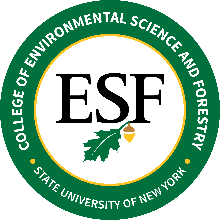 COLLEGE OF ENVIRONMENTAL SCIENCE AND FORESTRY
ESF
• STATE UNIVERSITY OF NEW YORK •